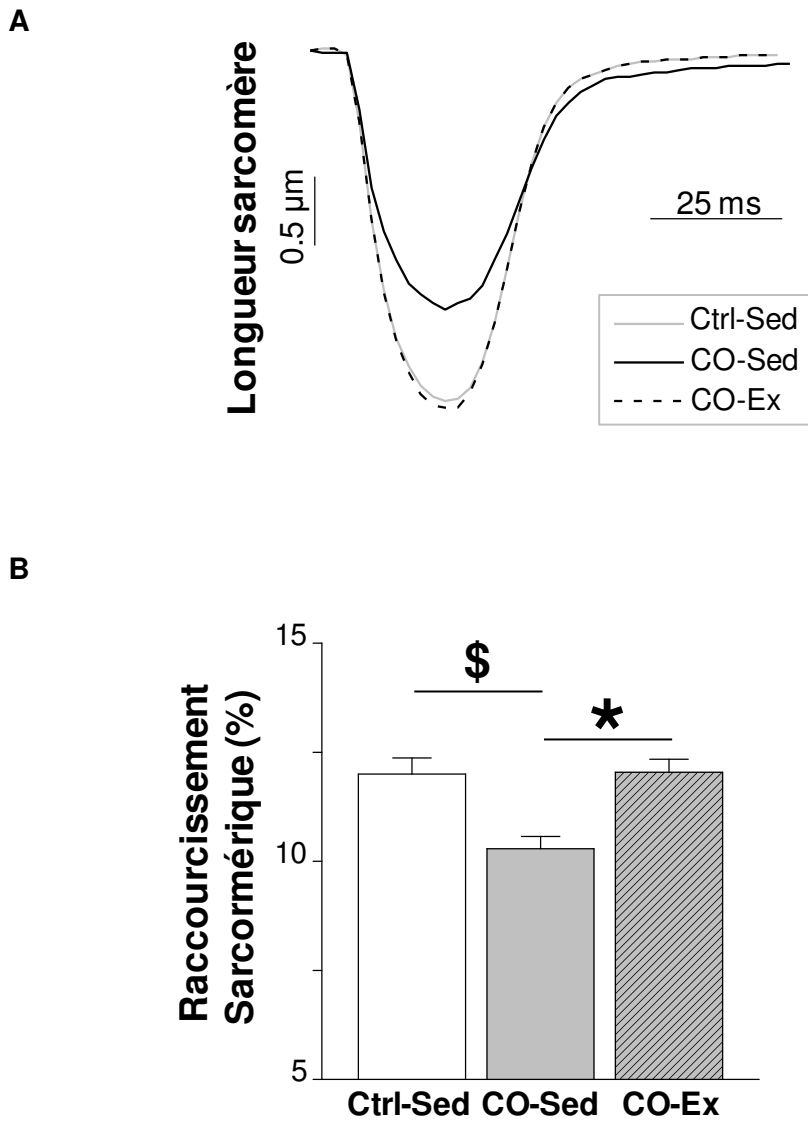 A
Longueur sarcomère
0.5 µm
25 ms
Ctrl-Sed
CO-Sed
CO-Ex
B
Raccourcissement
Sarcormérique (%)
15
10
5
$
*
Ctrl-Sed CO-Sed CO-Ex